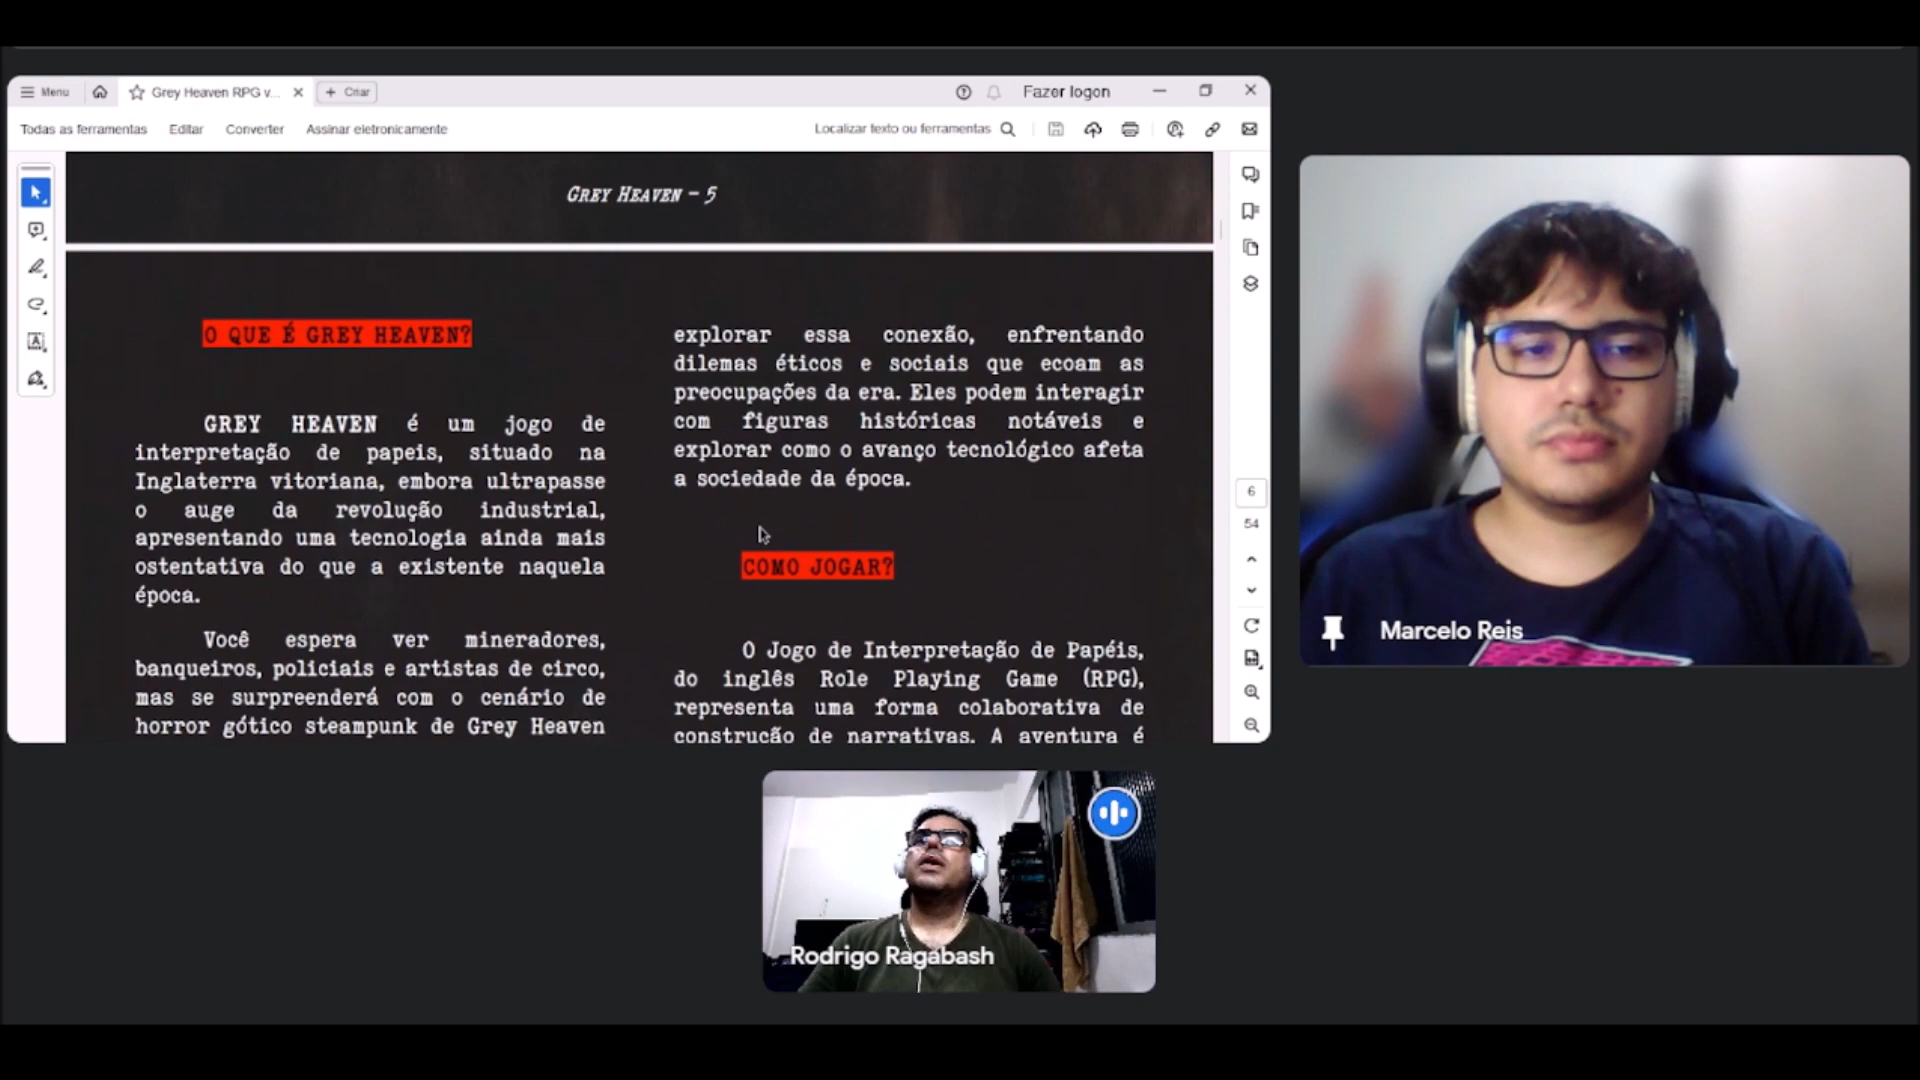 Menu
Grey Heaven RPG v...
Criar
Fazer logon
Todas as ferramentas
Editar
Converter
Assinar eletronicamente
Localizar texto ou ferramentas
GREY HEAVEN - 5
O QUE É GREY HEAVEN?
GREY HEAVEN é um jogo de
interpretação de papeis, situado na
Inglaterra vitoriana, embora ultrapasse
o auge da revolução industrial,
apresentando uma tecnologia ainda mais
ostentativa do que a existente naquela
época.
Você espera ver mineradores,
banqueiros, policiais e artistas de circo,
mas se surpreenderá com o cenário de
horror gótico steampunk de Grey Heaven
explorar essa conexão, enfrentando
dilemas éticos e sociais que ecoam as
preocupações da era. Eles podem interagir
com figuras históricas notáveis e
explorar como o avanço tecnológico afeta
a sociedade da época.
COMO JOGAR?
O Jogo de Interpretação de Papéis,
do inglês Role Playing Game (RPG),
representa uma forma colaborativa de
construção de narrativas. A aventura é
6
54
Marcelo Reis
Rodrigo Ragabash